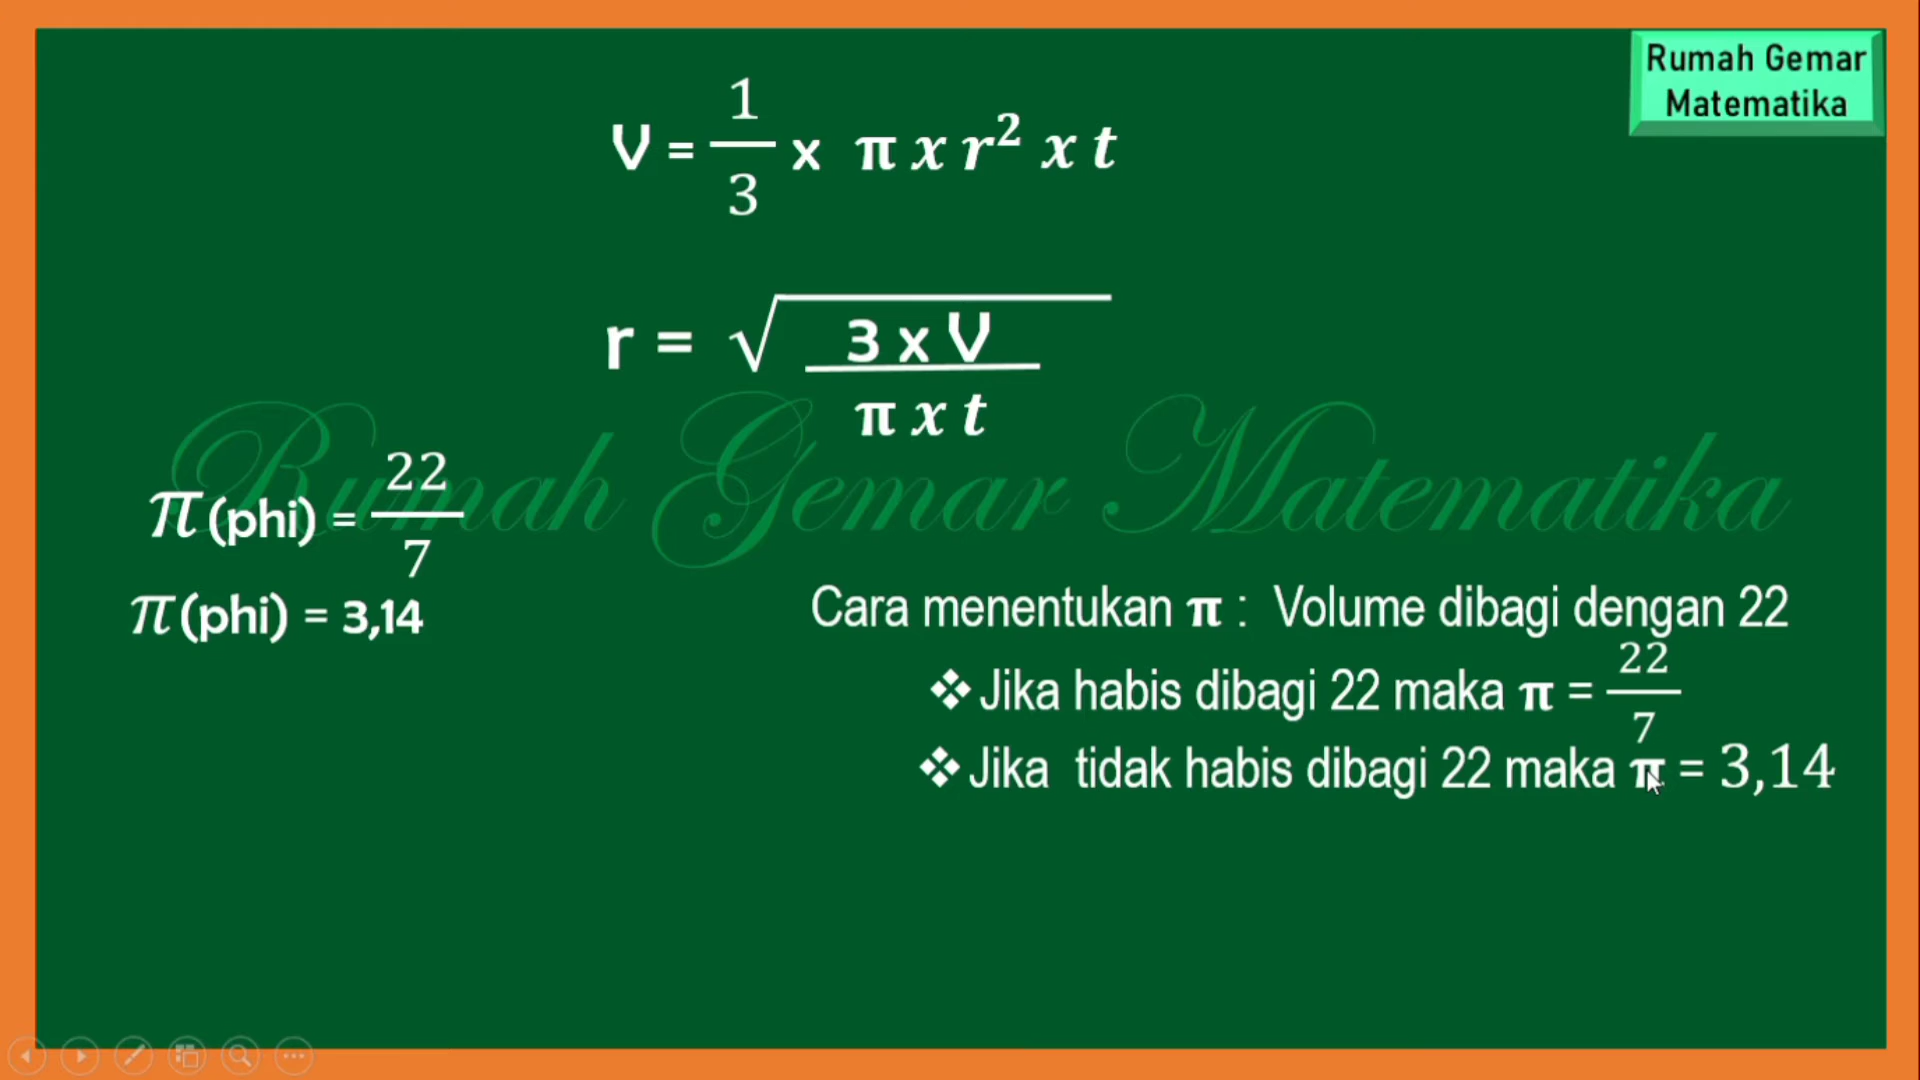 Rumah Gemar
Matematika
V = 1/3 x π x r² x t
r = √ 3 x V / π x t
Rumah Gemar Matematika
π (phi) = 22/7
π (phi) = 3,14
Cara menentukan π : Volume dibagi dengan 22
❖ Jika habis dibagi 22 maka π = 22/7
❖ Jika tidak habis dibagi 22 maka π = 3,14